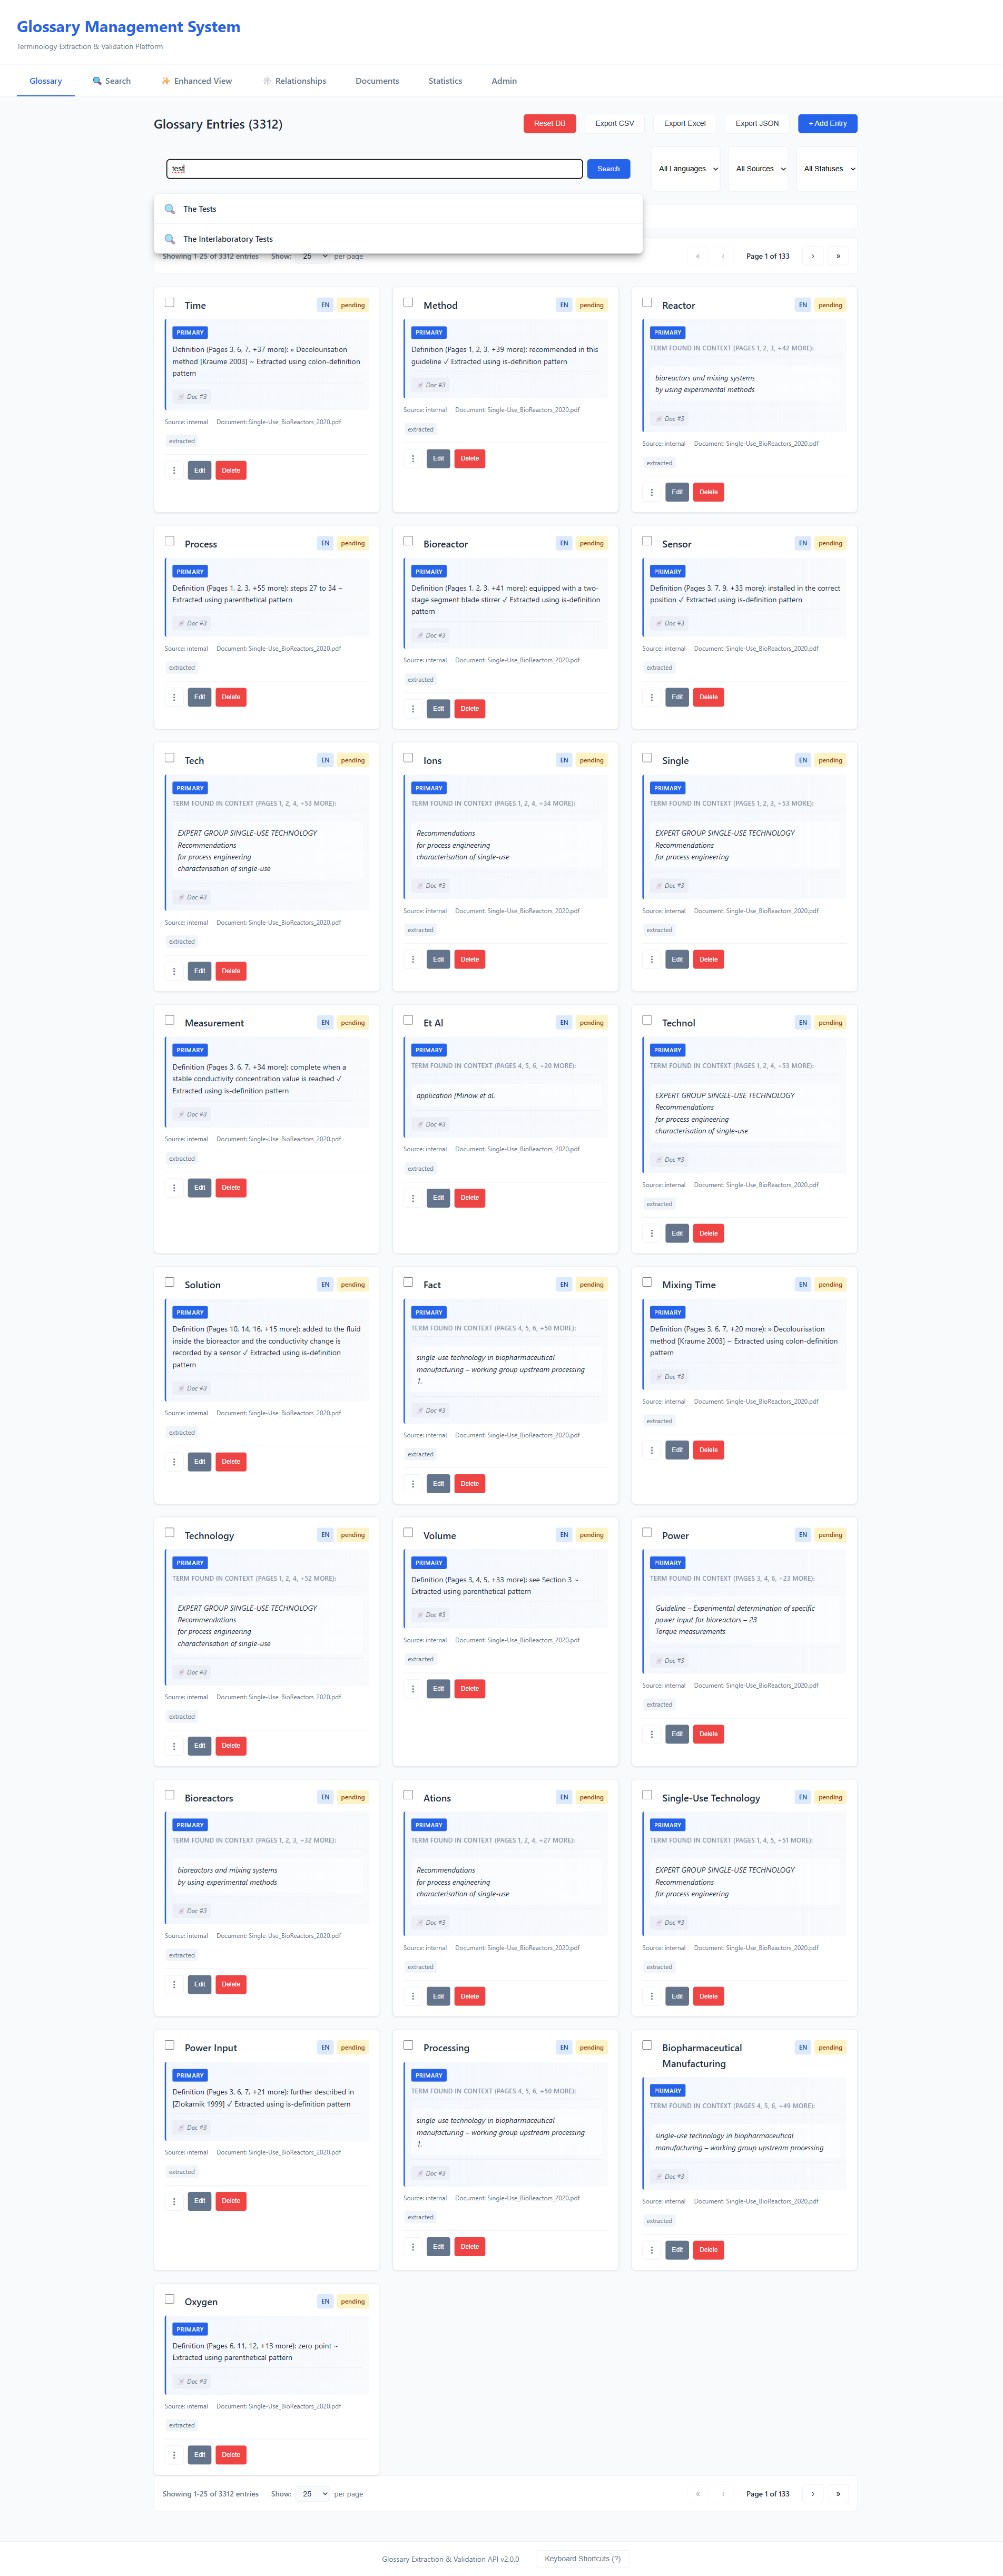 Glossary Management System
Terminology Extraction & Validation Platform
Glossary
🔍 Search
✨ Enhanced View
🕸️ Relationships
Documents
Statistics
Admin
Glossary Entries (3312)
Reset DB
Export CSV
Export Excel
Export JSON
+ Add Entry
test
Search
All Languages
All Sources
All Statuses
🔍 The Tests
🔍 The Interlaboratory Tests
Showing 1-25 of 3312 entries
Show: 25 per page
« ‹ Page 1 of 133 › »
Time
EN pending
PRIMARY
Definition (Pages 3, 6, 7, +37 more): » Decolourisation
method [Kraume 2003] ~ Extracted using colon-definition
pattern
Doc #3
Source: internal Document: Single-Use_BioReactors_2020.pdf
extracted
⋮ Edit Delete
Method
EN pending
PRIMARY
Definition (Pages 1, 2, 3, +39 more): recommended in this
guideline ✓ Extracted using is-definition pattern
Doc #3
Source: internal Document: Single-Use_BioReactors_2020.pdf
extracted
⋮ Edit Delete
Reactor
EN pending
PRIMARY
TERM FOUND IN CONTEXT (PAGES 1, 2, 3, +42 MORE):
bioreactors and mixing systems
by using experimental methods
Doc #3
Source: internal Document: Single-Use_BioReactors_2020.pdf
extracted
⋮ Edit Delete
Process
EN pending
PRIMARY
Definition (Pages 1, 2, 3, +55 more): steps 27 to 34 ~
Extracted using parenthetical pattern
Doc #3
Source: internal Document: Single-Use_BioReactors_2020.pdf
extracted
⋮ Edit Delete
Bioreactor
EN pending
PRIMARY
Definition (Pages 1, 2, 3, +41 more): equipped with a two-
stage segment blade stirrer ✓ Extracted using is-definition
pattern
Doc #3
Source: internal Document: Single-Use_BioReactors_2020.pdf
extracted
⋮ Edit Delete
Sensor
EN pending
PRIMARY
Definition (Pages 3, 7, 9, +33 more): installed in the correct
position ✓ Extracted using is-definition pattern
Doc #3
Source: internal Document: Single-Use_BioReactors_2020.pdf
extracted
⋮ Edit Delete
Tech
EN pending
PRIMARY
TERM FOUND IN CONTEXT (PAGES 1, 2, 4, +53 MORE):
EXPERT GROUP SINGLE-USE TECHNOLOGY
Recommendations
for process engineering
characterisation of single-use
Doc #3
Source: internal Document: Single-Use_BioReactors_2020.pdf
extracted
⋮ Edit Delete
Ions
EN pending
PRIMARY
TERM FOUND IN CONTEXT (PAGES 1, 2, 4, +34 MORE):
Recommendations
for process engineering
characterisation of single-use
Doc #3
Source: internal Document: Single-Use_BioReactors_2020.pdf
extracted
⋮ Edit Delete
Single
EN pending
PRIMARY
TERM FOUND IN CONTEXT (PAGES 1, 2, 3, +53 MORE):
EXPERT GROUP SINGLE-USE TECHNOLOGY
Recommendations
for process engineering
Doc #3
Source: internal Document: Single-Use_BioReactors_2020.pdf
extracted
⋮ Edit Delete
Measurement
EN pending
PRIMARY
Definition (Pages 3, 6, 7, +34 more): complete when a
stable conductivity concentration value is reached ✓
Extracted using is-definition pattern
Doc #3
Source: internal Document: Single-Use_BioReactors_2020.pdf
extracted
⋮ Edit Delete
Et Al
EN pending
PRIMARY
TERM FOUND IN CONTEXT (PAGES 4, 5, 6, +20 MORE):
application [Minow et al.
Doc #3
Source: internal Document: Single-Use_BioReactors_2020.pdf
extracted
⋮ Edit Delete
Technol
EN pending
PRIMARY
TERM FOUND IN CONTEXT (PAGES 1, 2, 4, +53 MORE):
EXPERT GROUP SINGLE-USE TECHNOLOGY
Recommendations
for process engineering
characterisation of single-use
Doc #3
Source: internal Document: Single-Use_BioReactors_2020.pdf
extracted
⋮ Edit Delete
Solution
EN pending
PRIMARY
Definition (Pages 10, 14, 16, +15 more): added to the fluid
inside the bioreactor and the conductivity change is
recorded by a sensor ✓ Extracted using is-definition
pattern
Doc #3
Source: internal Document: Single-Use_BioReactors_2020.pdf
extracted
⋮ Edit Delete
Fact
EN pending
PRIMARY
TERM FOUND IN CONTEXT (PAGES 4, 5, 6, +50 MORE):
single-use technology in biopharmaceutical
manufacturing – working group upstream processing
1.
Doc #3
Source: internal Document: Single-Use_BioReactors_2020.pdf
extracted
⋮ Edit Delete
Mixing Time
EN pending
PRIMARY
Definition (Pages 3, 6, 7, +20 more): » Decolourisation
method [Kraume 2003] ~ Extracted using colon-definition
pattern
Doc #3
Source: internal Document: Single-Use_BioReactors_2020.pdf
extracted
⋮ Edit Delete
Technology
EN pending
PRIMARY
TERM FOUND IN CONTEXT (PAGES 1, 2, 4, +52 MORE):
EXPERT GROUP SINGLE-USE TECHNOLOGY
Recommendations
for process engineering
characterisation of single-use
Doc #3
Source: internal Document: Single-Use_BioReactors_2020.pdf
extracted
⋮ Edit Delete
Volume
EN pending
PRIMARY
Definition (Pages 3, 4, 5, +33 more): see Section 3 ~
Extracted using parenthetical pattern
Doc #3
Source: internal Document: Single-Use_BioReactors_2020.pdf
extracted
⋮ Edit Delete
Power
EN pending
PRIMARY
TERM FOUND IN CONTEXT (PAGES 3, 4, 6, +23 MORE):
Guideline – Experimental determination of specific
power input for bioreactors – 23
Torque measurements
Doc #3
Source: internal Document: Single-Use_BioReactors_2020.pdf
extracted
⋮ Edit Delete
Bioreactors
EN pending
PRIMARY
TERM FOUND IN CONTEXT (PAGES 1, 2, 3, +32 MORE):
bioreactors and mixing systems
by using experimental methods
Doc #3
Source: internal Document: Single-Use_BioReactors_2020.pdf
extracted
⋮ Edit Delete
Ations
EN pending
PRIMARY
TERM FOUND IN CONTEXT (PAGES 1, 2, 4, +27 MORE):
Recommendations
for process engineering
characterisation of single-use
Doc #3
Source: internal Document: Single-Use_BioReactors_2020.pdf
extracted
⋮ Edit Delete
Single-Use Technology
EN pending
PRIMARY
TERM FOUND IN CONTEXT (PAGES 1, 4, 5, +51 MORE):
EXPERT GROUP SINGLE-USE TECHNOLOGY
Recommendations
for process engineering
Doc #3
Source: internal Document: Single-Use_BioReactors_2020.pdf
extracted
⋮ Edit Delete
Power Input
EN pending
PRIMARY
Definition (Pages 3, 6, 7, +21 more): further described in
[Zlokarnik 1999] ✓ Extracted using is-definition pattern
Doc #3
Source: internal Document: Single-Use_BioReactors_2020.pdf
extracted
⋮ Edit Delete
Processing
EN pending
PRIMARY
TERM FOUND IN CONTEXT (PAGES 4, 5, 6, +50 MORE):
single-use technology in biopharmaceutical
manufacturing – working group upstream processing
1.
Doc #3
Source: internal Document: Single-Use_BioReactors_2020.pdf
extracted
⋮ Edit Delete
Biopharmaceutical
Manufacturing
EN pending
PRIMARY
TERM FOUND IN CONTEXT (PAGES 4, 5, 6, +49 MORE):
single-use technology in biopharmaceutical
manufacturing – working group upstream processing
Doc #3
Source: internal Document: Single-Use_BioReactors_2020.pdf
extracted
⋮ Edit Delete
Oxygen
EN pending
PRIMARY
Definition (Pages 6, 11, 12, +13 more): zero point ~
Extracted using parenthetical pattern
Doc #3
Source: internal Document: Single-Use_BioReactors_2020.pdf
extracted
⋮ Edit Delete
Showing 1-25 of 3312 entries
Show: 25 per page
« ‹ Page 1 of 133 › »
Glossary Extraction & Validation API v2.0.0
Keyboard Shortcuts (?)